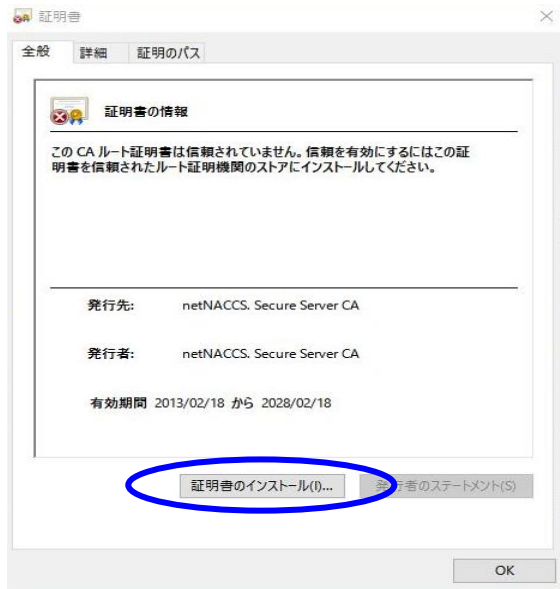 証明書
全般 詳細 証明のパス
証明書の情報
この CA ルート証明書は信頼されていません。信頼を有効にするにはこの証
明書を信頼されたルート証明機関のストアにインストールしてください。
発行先: netNACCS. Secure Server CA
発行者: netNACCS. Secure Server CA
有効期間 2013/02/18 から 2028/02/18
証明書のインストール(I)... 発行者のステートメント(S)
OK